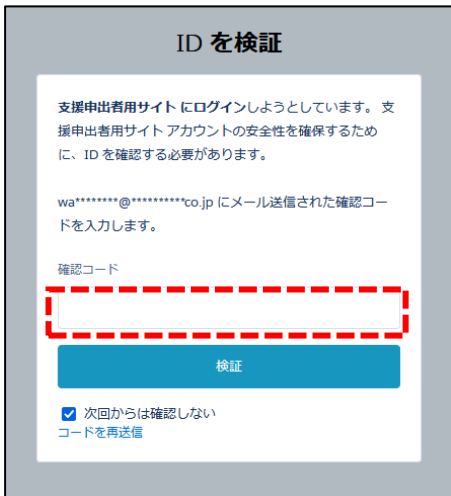 ID を検証
支援申出者用サイト にログインしようとしています。 支
援申出者用サイト アカウントの安全性を確保するため
に、ID を確認する必要があります。
wa********@**********co.jp にメール送信された確認コー
ドを入力します。
確認コード
検証
次回からは確認しない
コードを再送信